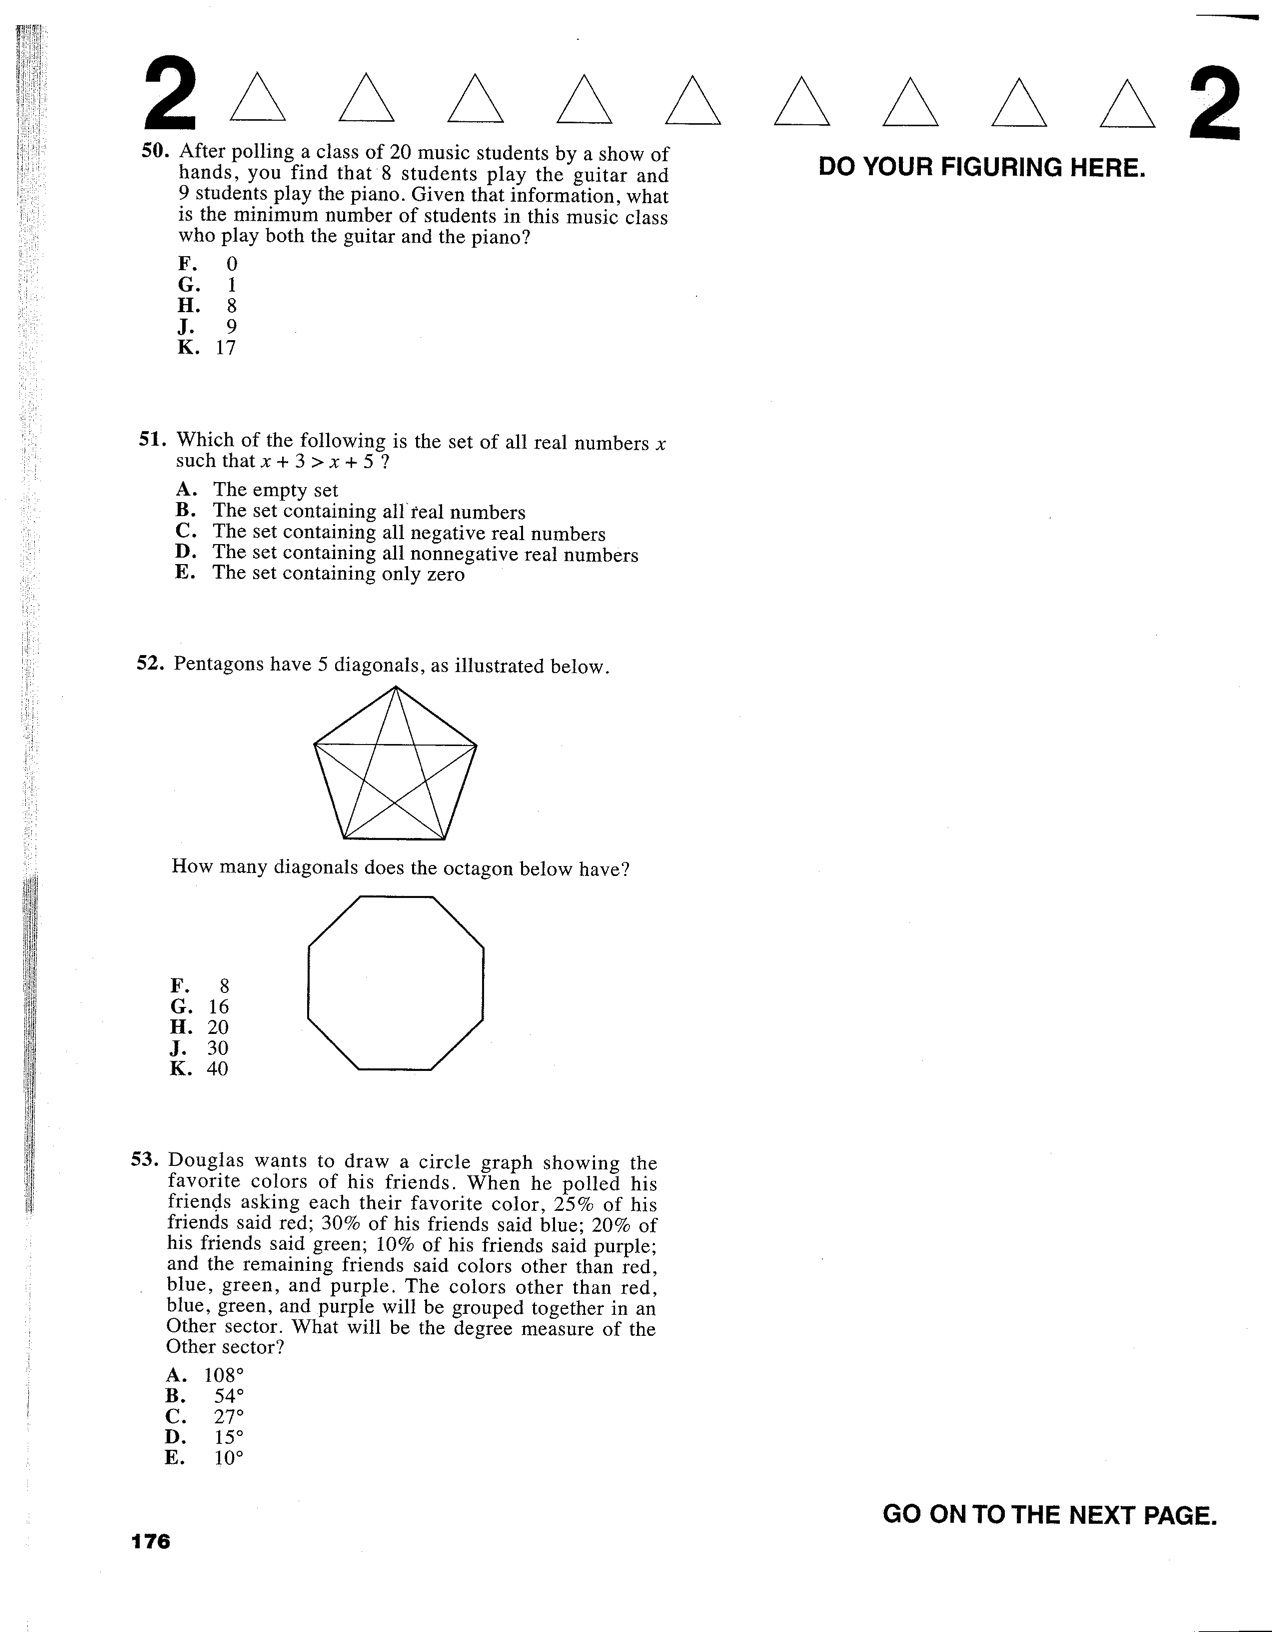 2 2
50. After polling a class of 20 music students by a show of
hands, you find that 8 students play the guitar and
9 students play the piano. Given that information, what
is the minimum number of students in this music class
who play both the guitar and the piano?
F. 0
G. 1
H. 8
J. 9
K. 17
DO YOUR FIGURING HERE.
51. Which of the following is the set of all real numbers x
such that x + 3 > x + 5 ?
A. The empty set
B. The set containing all real numbers
C. The set containing all negative real numbers
D. The set containing all nonnegative real numbers
E. The set containing only zero
52. Pentagons have 5 diagonals, as illustrated below.
How many diagonals does the octagon below have?
F. 8
G. 16
H. 20
J. 30
K. 40
53. Douglas wants to draw a circle graph showing the
favorite colors of his friends. When he polled his
friends asking each their favorite color, 25% of his
friends said red; 30% of his friends said blue; 20% of
his friends said green; 10% of his friends said purple;
and the remaining friends said colors other than red,
blue, green, and purple. The colors other than red,
blue, green, and purple will be grouped together in an
Other sector. What will be the degree measure of the
Other sector?
A. 108°
B. 54°
C. 27°
D. 15°
E. 10°
GO ON TO THE NEXT PAGE.
176